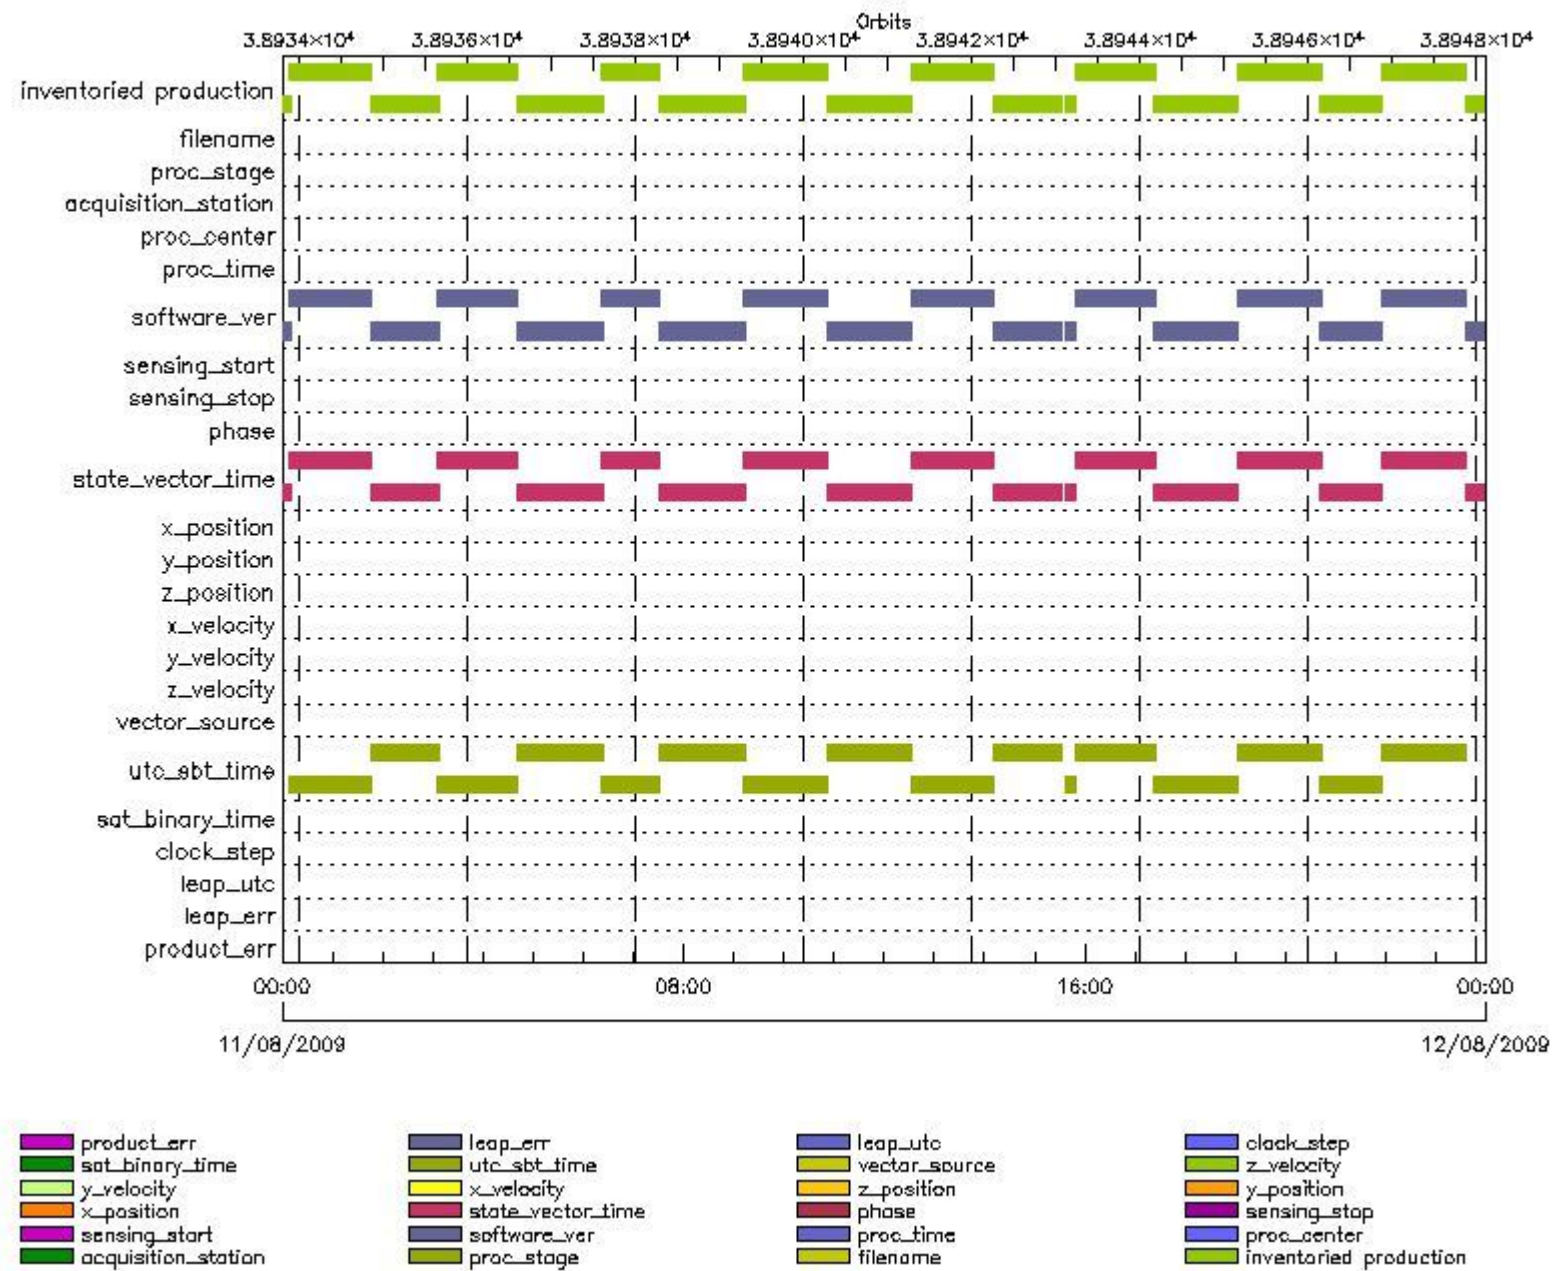 Orbits
3.8934×10⁴ 3.8936×10⁴ 3.8938×10⁴ 3.8940×10⁴ 3.8942×10⁴ 3.8944×10⁴ 3.8946×10⁴ 3.8948×10⁴
inventoried production
filename
proc_stage
acquisition_station
proc_center
proc_time
software_ver
sensing_start
sensing_stop
phase
state_vector_time
x_position
y_position
z_position
x_velocity
y_velocity
z_velocity
vector_source
utc_sbt_time
sat_binary_time
clock_step
leap_utc
leap_err
product_err
00:00 08:00 16:00 00:00
11/08/2009 12/08/2009
product_err leap_err leap_utc clock_step
sat_binary_time utc_sbt_time vector_source z_velocity
y_velocity x_velocity z_position y_position
x_position state_vector_time phase sensing_stop
sensing_start software_ver proc_time proc_center
acquisition_station proc_stage filename inventoried production